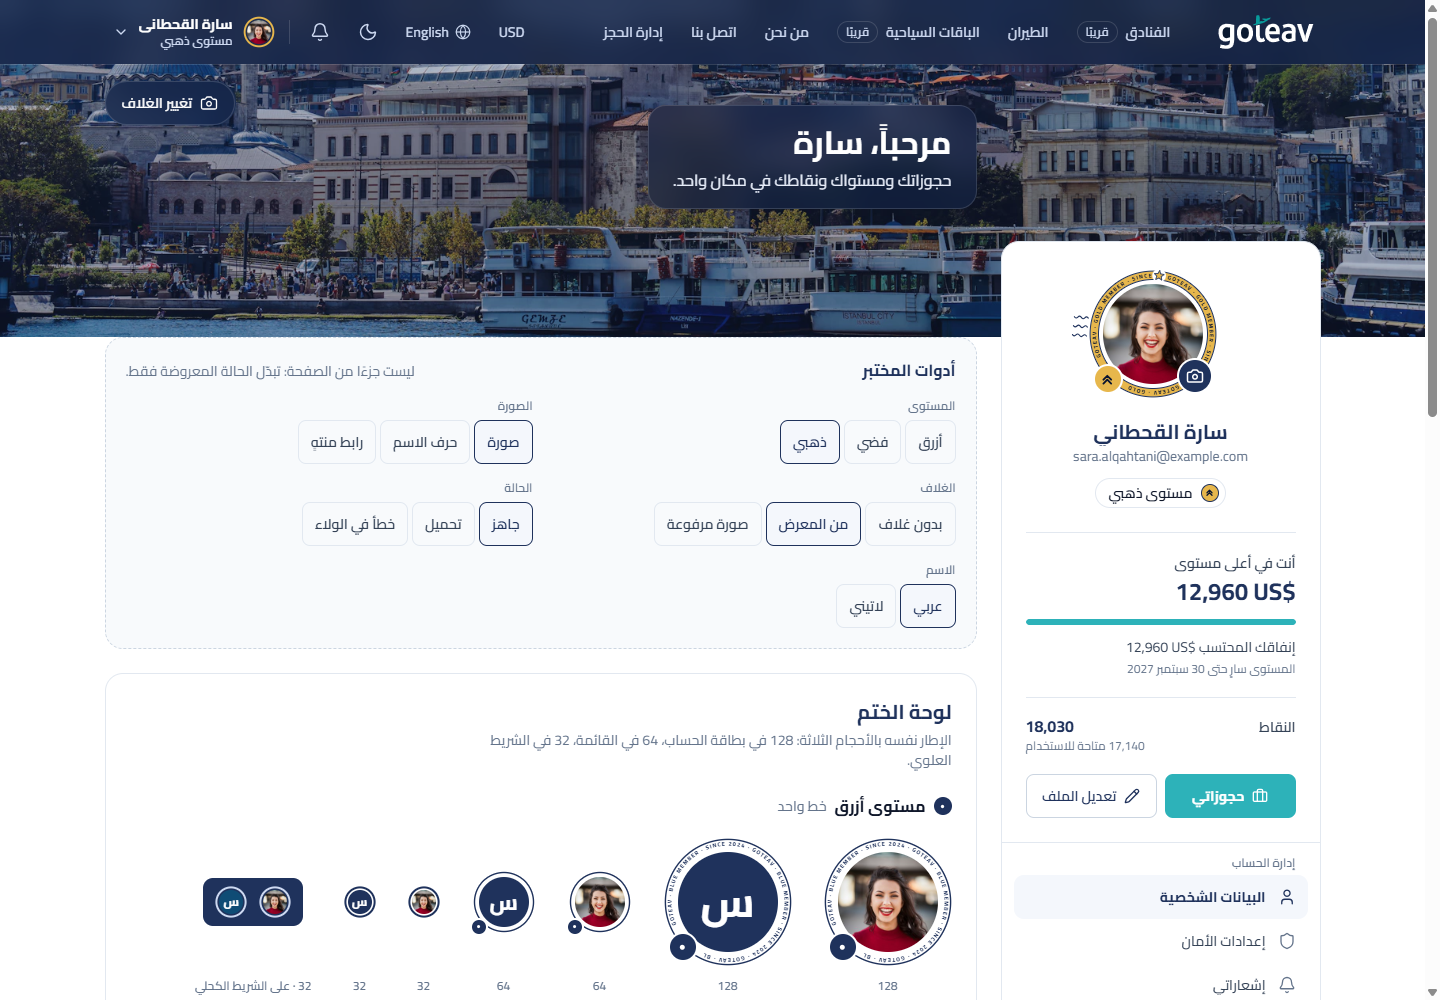 goteav
الفنادق قريبًا
الطيران
الباقات السياحية قريبًا
من نحن
اتصل بنا
إدارة الحجز
USD
English
سارة القحطاني
مستوى ذهبي
تغيير الغلاف
مرحباً، سارة
حجوزاتك ومستواك ونقاطك في مكان واحد.
سارة القحطاني
sara.alqahtani@example.com
مستوى ذهبي
أنت في أعلى مستوى
12,960 US$
إنفاقك المحتسب 12,960 US$
المستوى سارٍ حتى 30 سبتمبر 2027
النقاط
18,030
17,140 متاحة للاستخدام
حجوزاتي
تعديل الملف
إدارة الحساب
البيانات الشخصية
إعدادات الأمان
إشعاراتي
أدوات المختبر
ليست جزءًا من الصفحة: تبدّل الحالة المعروضة فقط.
المستوى
أزرق
فضي
ذهبي
الصورة
صورة
حرف الاسم
رابط منتهٍ
الغلاف
بدون غلاف
من المعرض
صورة مرفوعة
الحالة
جاهز
تحميل
خطأ في الولاء
الاسم
عربي
لاتيني
لوحة الختم
الإطار نفسه بالأحجام الثلاثة: 128 في بطاقة الحساب، 64 في القائمة، 32 في الشريط
العلوي.
مستوى أزرق خط واحد
س
س
س
س
128
128
64
64
32
32
32 · على الشريط الكحلي